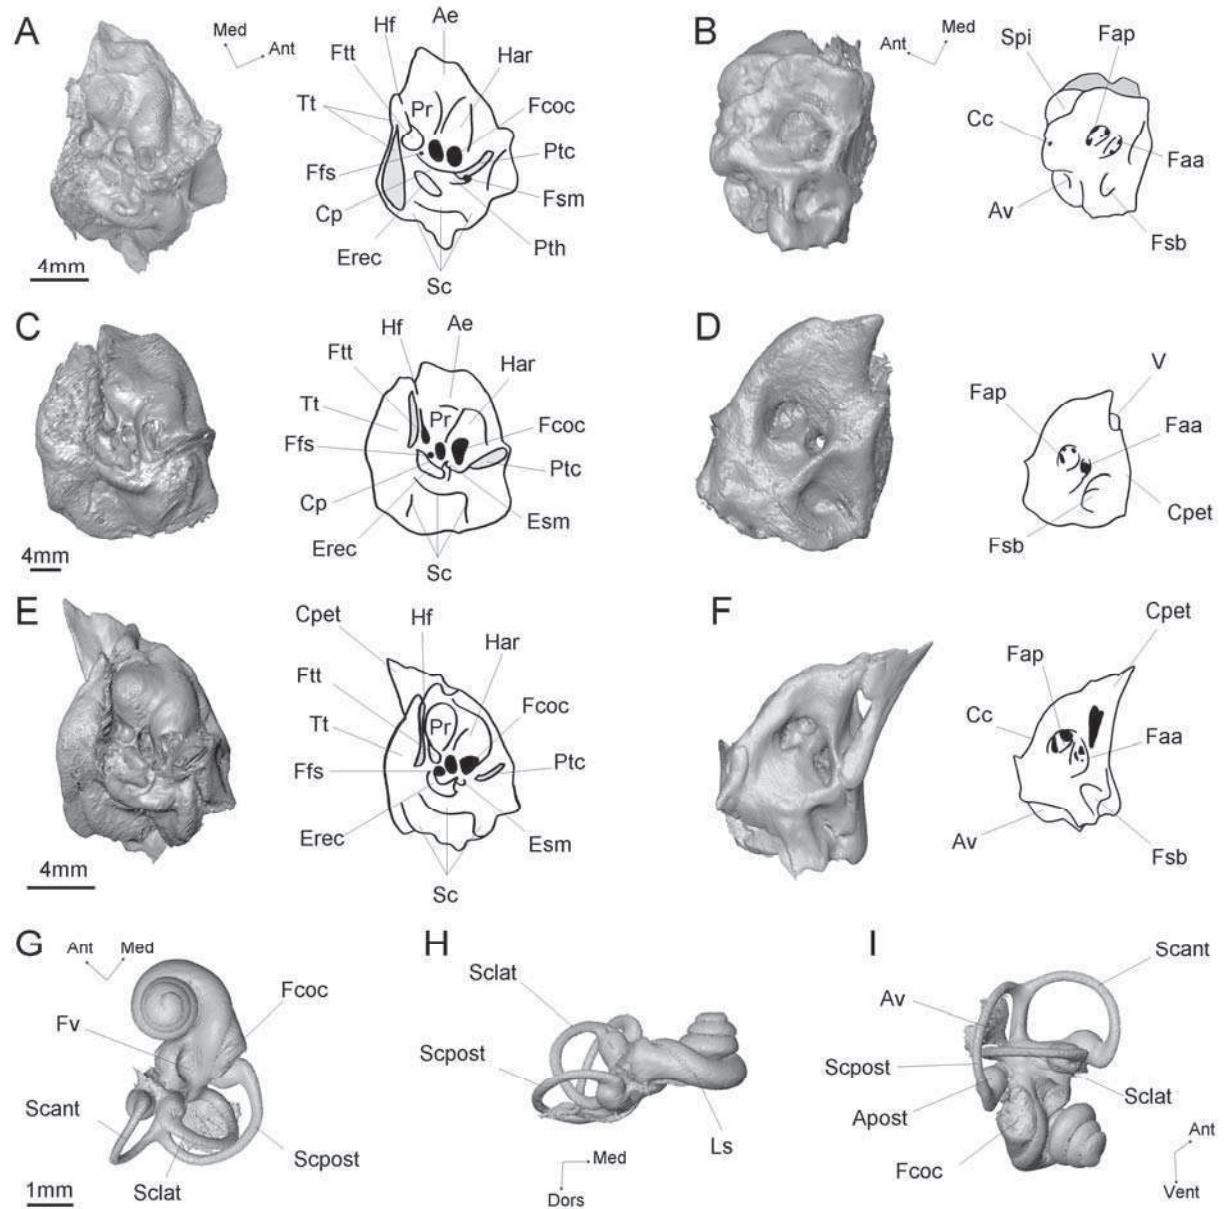 A
Med
Ant
Hf
Ae
Ftt
Har
Tt
Pr
Fcoc
Ptc
Ffs
Fsm
Cp
Pth
Erec
Sc
4mm
B
Ant
Med
Spi
Fap
Cc
Faa
Av
Fsb
C
Hf
Ae
Ftt
Har
Tt
Pr
Fcoc
Ffs
Ptc
Cp
Esm
Erec
Sc
4mm
D
V
Fap
Faa
Cpet
Fsb
E
Cpet
Hf
Har
Ftt
Fcoc
Tt
Pr
Ffs
Ptc
Erec
Esm
Sc
4mm
F
Cpet
Fap
Cc
Faa
Av
Fsb
G
Ant
Med
Fcoc
Fv
Scant
Scpost
Sclat
1mm
H
Sclat
Scpost
Ls
Med
Dors
I
Scant
Av
Scpost
Sclat
Apost
Fcoc
Ant
Vent